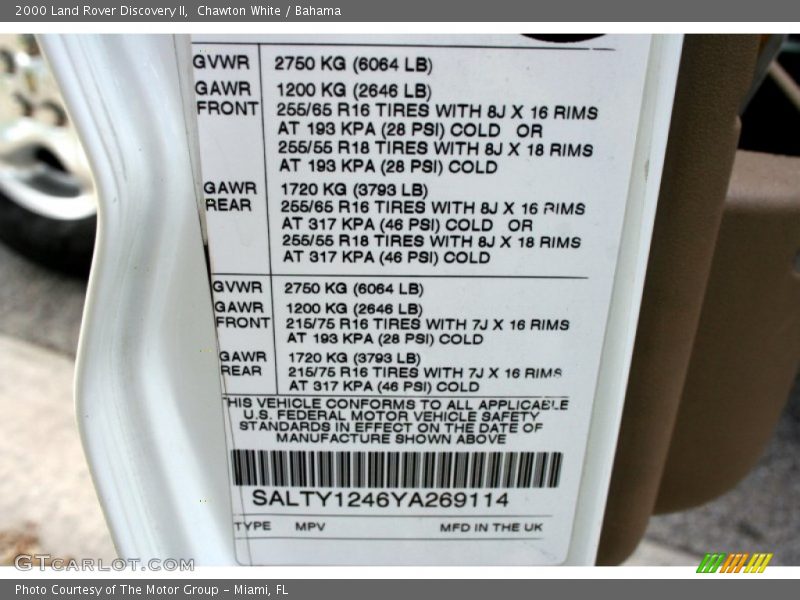 2000 Land Rover Discovery II,  Chawton White / Bahama
GVWR 2750 KG (6064 LB)
GAWR 1200 KG (2646 LB)
FRONT 255/65 R16 TIRES WITH 8J X 16 RIMS
AT 193 KPA (28 PSI) COLD OR
255/55 R18 TIRES WITH 8J X 18 RIMS
AT 193 KPA (28 PSI) COLD
GAWR 1720 KG (3793 LB)
REAR 255/65 R16 TIRES WITH 8J X 16 RIMS
AT 317 KPA (46 PSI) COLD OR
255/55 R18 TIRES WITH 8J X 18 RIMS
AT 317 KPA (46 PSI) COLD
GVWR 2750 KG (6064 LB)
GAWR 1200 KG (2646 LB)
FRONT 215/75 R16 TIRES WITH 7J X 16 RIMS
AT 193 KPA (28 PSI) COLD
GAWR 1720 KG (3793 LB)
REAR 215/75 R16 TIRES WITH 7J X 16 RIMS
AT 317 KPA (46 PSI) COLD
THIS VEHICLE CONFORMS TO ALL APPLICABLE
U.S. FEDERAL MOTOR VEHICLE SAFETY
STANDARDS IN EFFECT ON THE DATE OF
MANUFACTURE SHOWN ABOVE
SALTY1246YA269114
TYPE MPV MFD IN THE UK
GTcarlot.com
Photo Courtesy of The Motor Group - Miami, FL